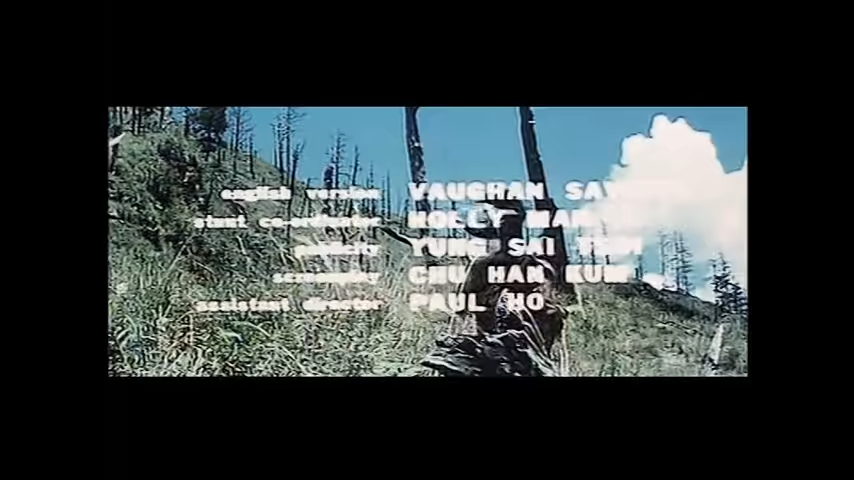 english version VAUGHAN
stunt co-ordinator HOLLY
publicity YUNG SAI
screenplay CHU HAN KUM
assistant director PAUL HO